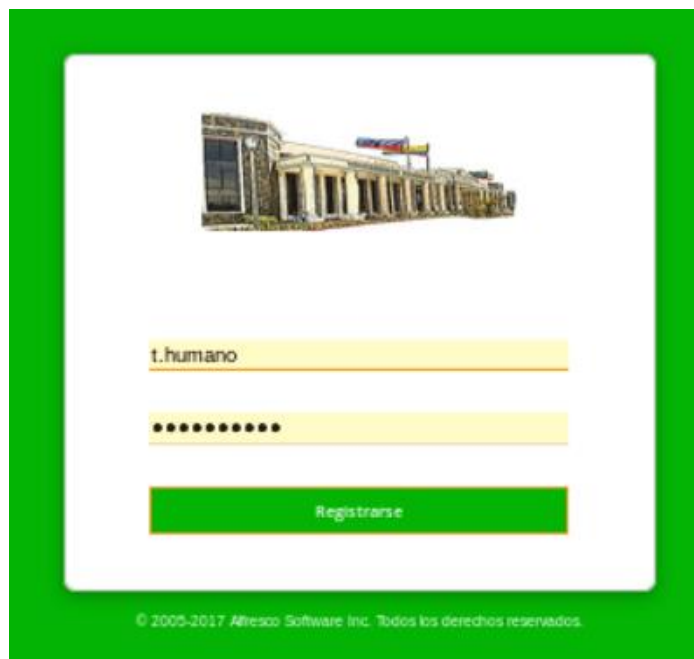 t.humano
••••••••••
Registrarse
© 2005-2017 Alfresco Software Inc. Todos los derechos reservados.